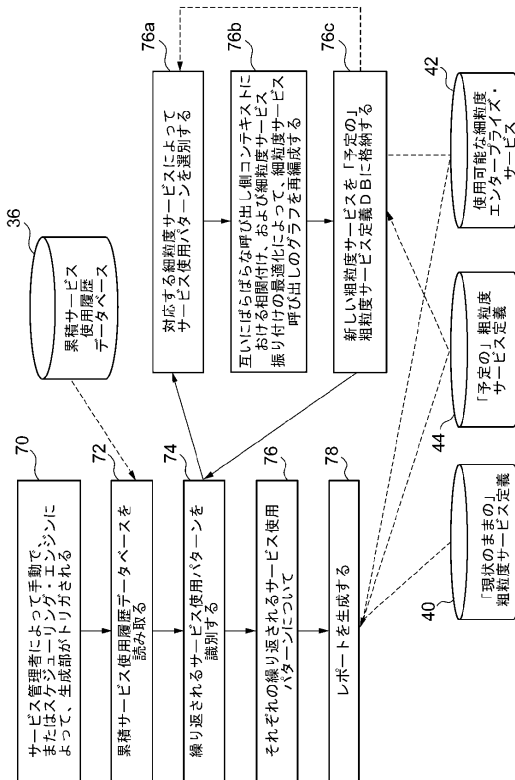 70
サービス管理者によって手動で、
またはスケジューリング・エンジンに
よって、生成部がトリガされる
72
累積サービス使用履歴データベースを
読み取る
74
繰り返されるサービス使用パターンを
識別する
76
それぞれの繰り返されるサービス使用
パターンについて
78
レポートを生成する
36
累積サービス
使用履歴
データベース
76a
対応する細粒度サービスによって
サービス使用パターンを選別する
76b
互いにばらばらな呼び出し側コンテキストに
おける相関付け、および細粒度サービス
振り付けの最適化によって、細粒度サービス
呼び出しのグラフを再編成する
76c
新しい粗粒度サービスを「予定の」
粗粒度サービス定義DBに格納する
40
「現状のままの」
粗粒度サービス定義
44
「予定の」粗粒度
サービス定義
42
使用可能な細粒度
エンタープライズ・
サービス